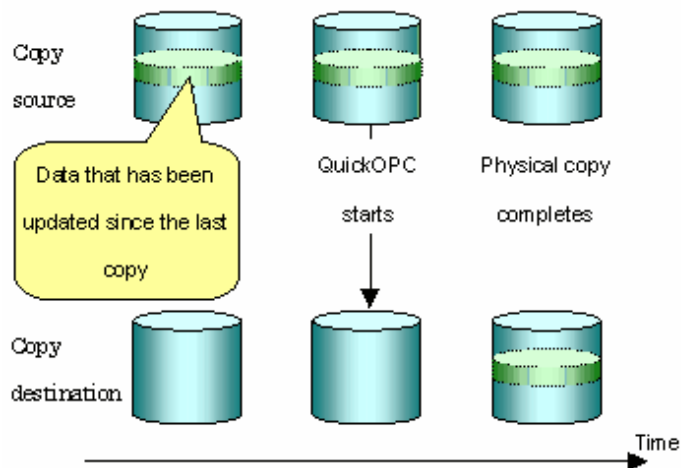 Copy
source
Data that has been
updated since the last
copy
QuickOPC
starts
Physical copy
completes
Copy
destination
Time